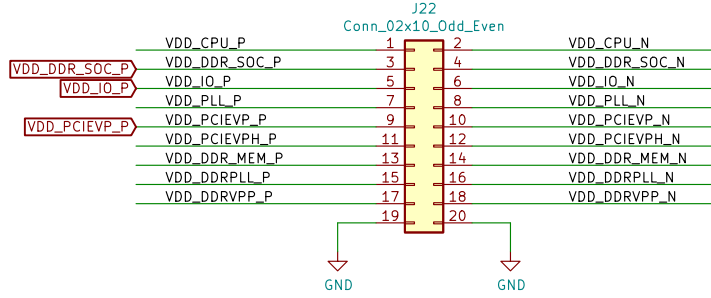 J22
Conn_02x10_Odd_Even
VDD_CPU_P 1 2 VDD_CPU_N
VDD_DDR_SOC_P VDD_DDR_SOC_P 3 4 VDD_DDR_SOC_N
VDD_IO_P VDD_IO_P 5 6 VDD_IO_N
VDD_PLL_P 7 8 VDD_PLL_N
VDD_PCIEVP_P VDD_PCIEVP_P 9 10 VDD_PCIEVP_N
VDD_PCIEVPH_P 11 12 VDD_PCIEVPH_N
VDD_DDR_MEM_P 13 14 VDD_DDR_MEM_N
VDD_DDRPLL_P 15 16 VDD_DDRPLL_N
VDD_DDRVPP_P 17 18 VDD_DDRVPP_N
19 20
GND GND